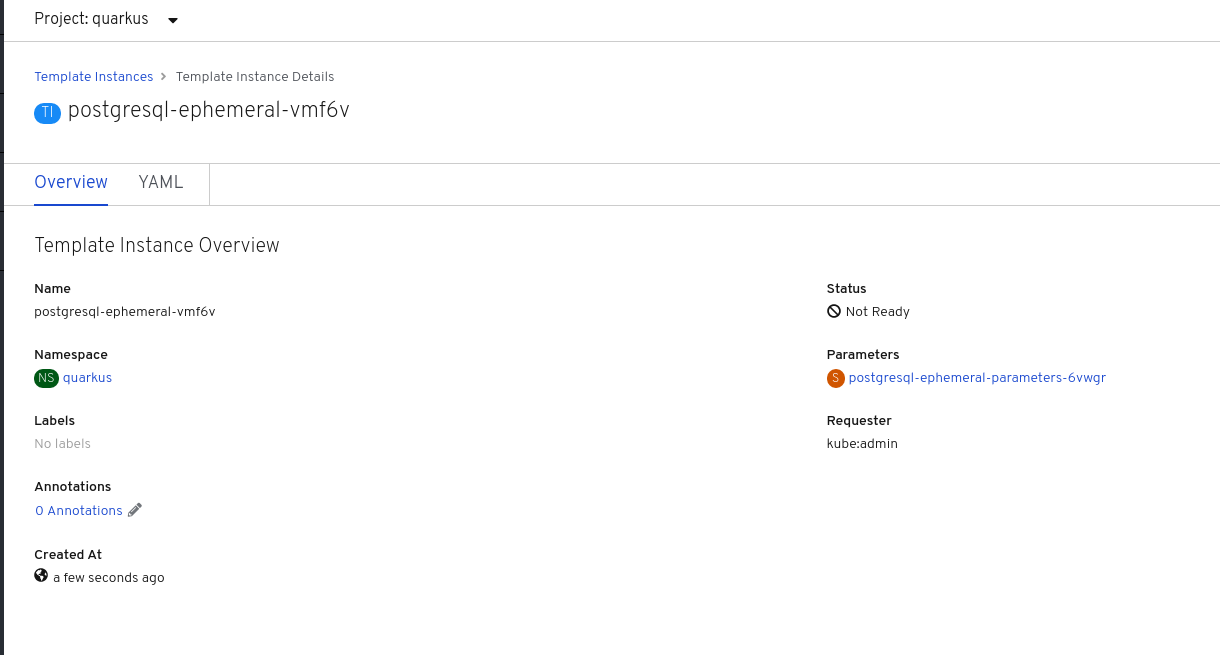 Project: quarkus
Template Instances > Template Instance Details
TI postgresql-ephemeral-vmf6v
Overview YAML
Template Instance Overview
Name
postgresql-ephemeral-vmf6v
Namespace
NS quarkus
Labels
No labels
Annotations
0 Annotations
Created At
a few seconds ago
Status
Not Ready
Parameters
S postgresql-ephemeral-parameters-6vwgr
Requester
kube:admin